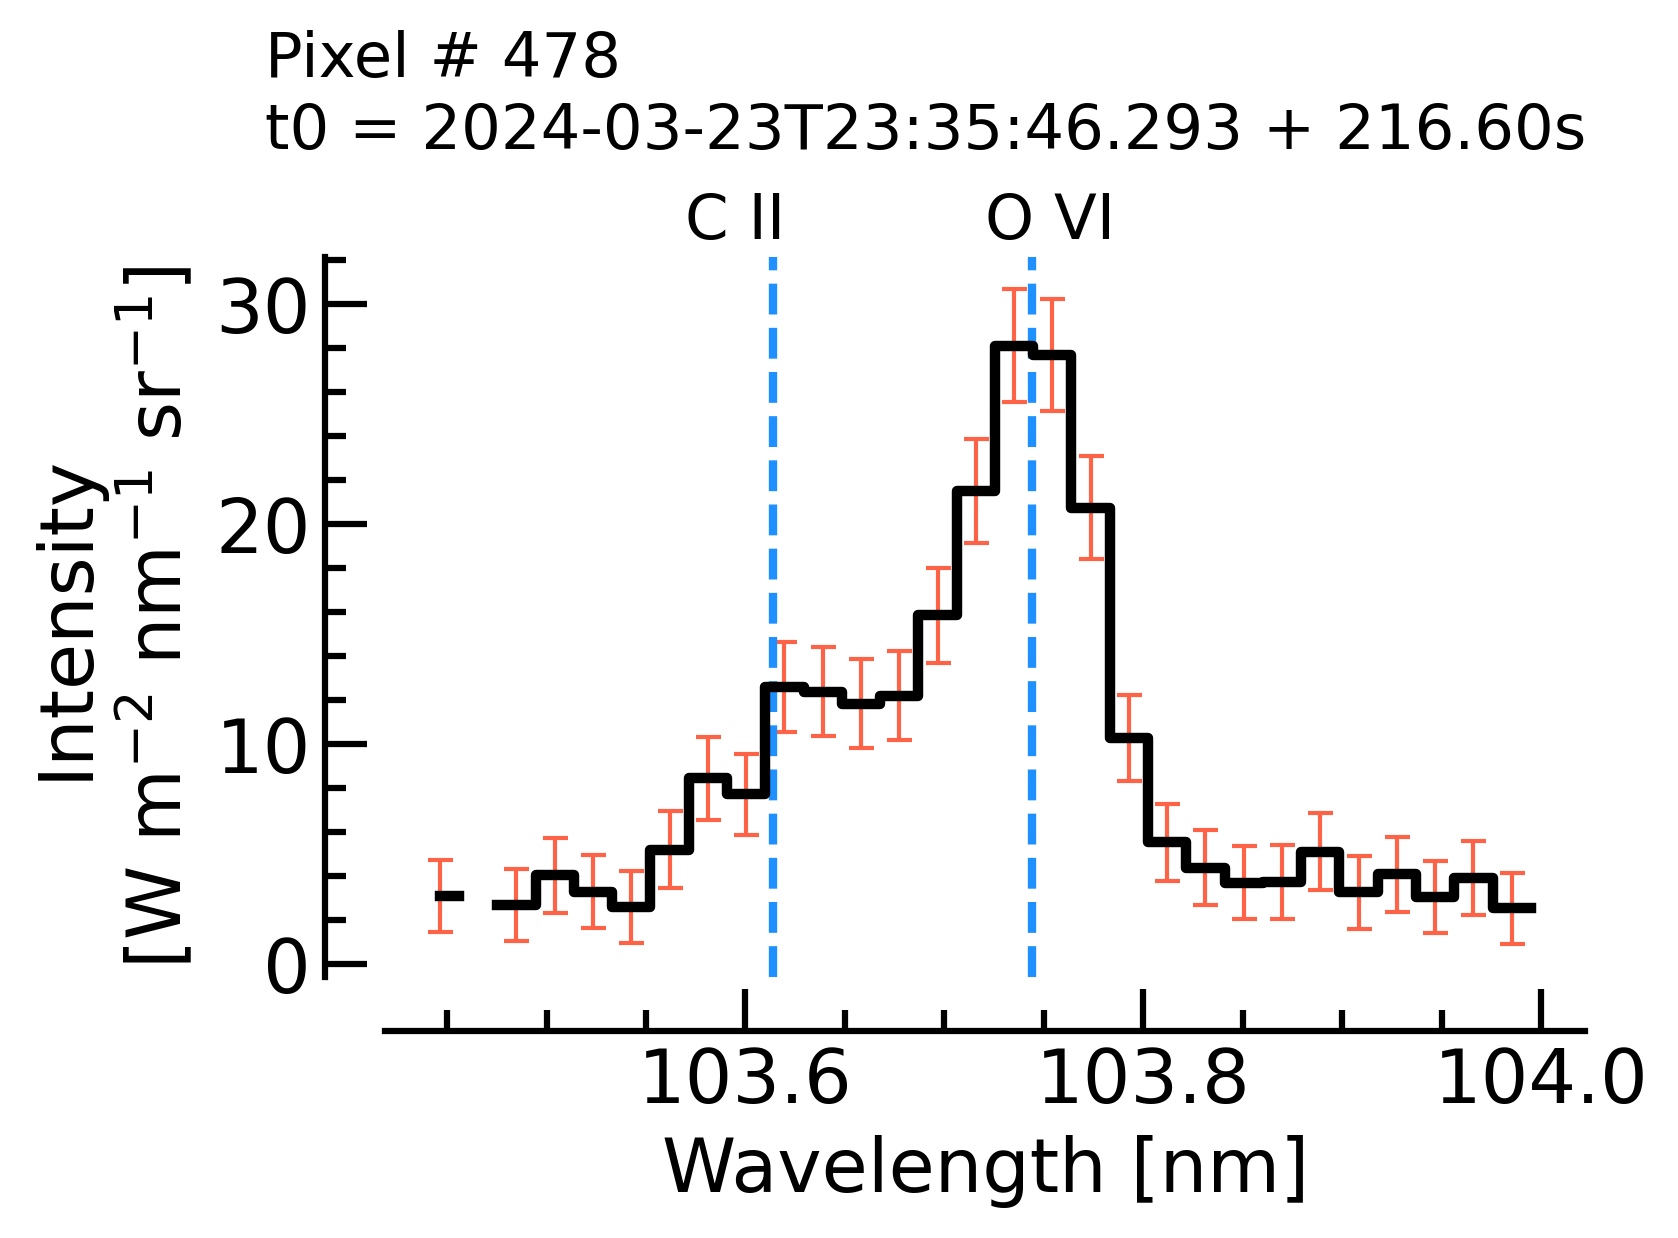 Pixel # 478
t0 = 2024-03-23T23:35:46.293 + 216.60s
C II
O VI
Intensity
[W m⁻² nm⁻¹ sr⁻¹]
30
20
10
0
103.6
103.8
104.0
Wavelength [nm]